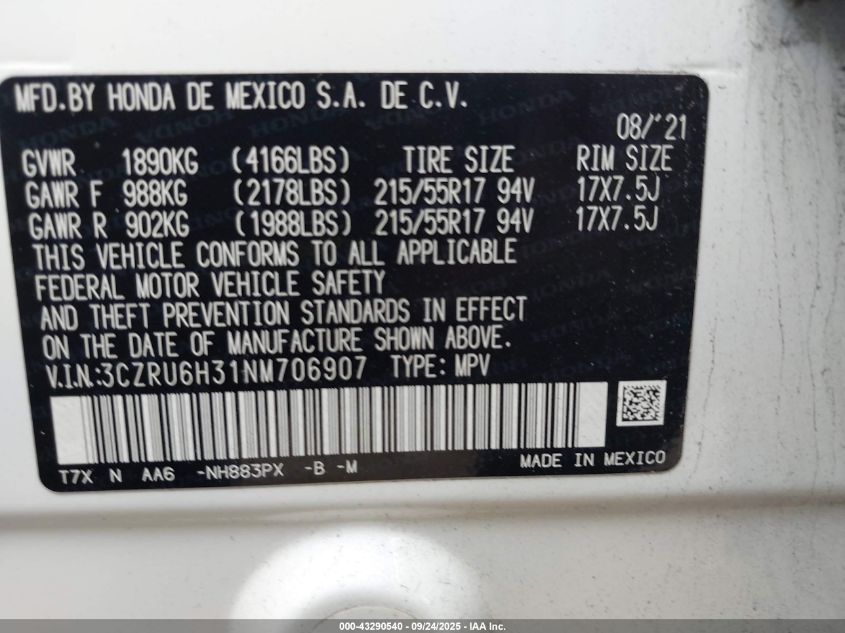 MFD.BY HONDA DE MEXICO S.A. DE C.V.
08/'21
GVWR 1890KG (4166LBS) TIRE SIZE RIM SIZE
GAWR F 988KG (2178LBS) 215/55R17 94V 17X7.5J
GAWR R 902KG (1988LBS) 215/55R17 94V 17X7.5J
THIS VEHICLE CONFORMS TO ALL APPLICABLE
FEDERAL MOTOR VEHICLE SAFETY
AND THEFT PREVENTION STANDARDS IN EFFECT
ON THE DATE OF MANUFACTURE SHOWN ABOVE.
V.I.N.:3CZRU6H31NM706907 TYPE: MPV
T7X N AA6 -NH883PX -B -M MADE IN MEXICO
000-43290540 - 09/24/2025 - IAA Inc.